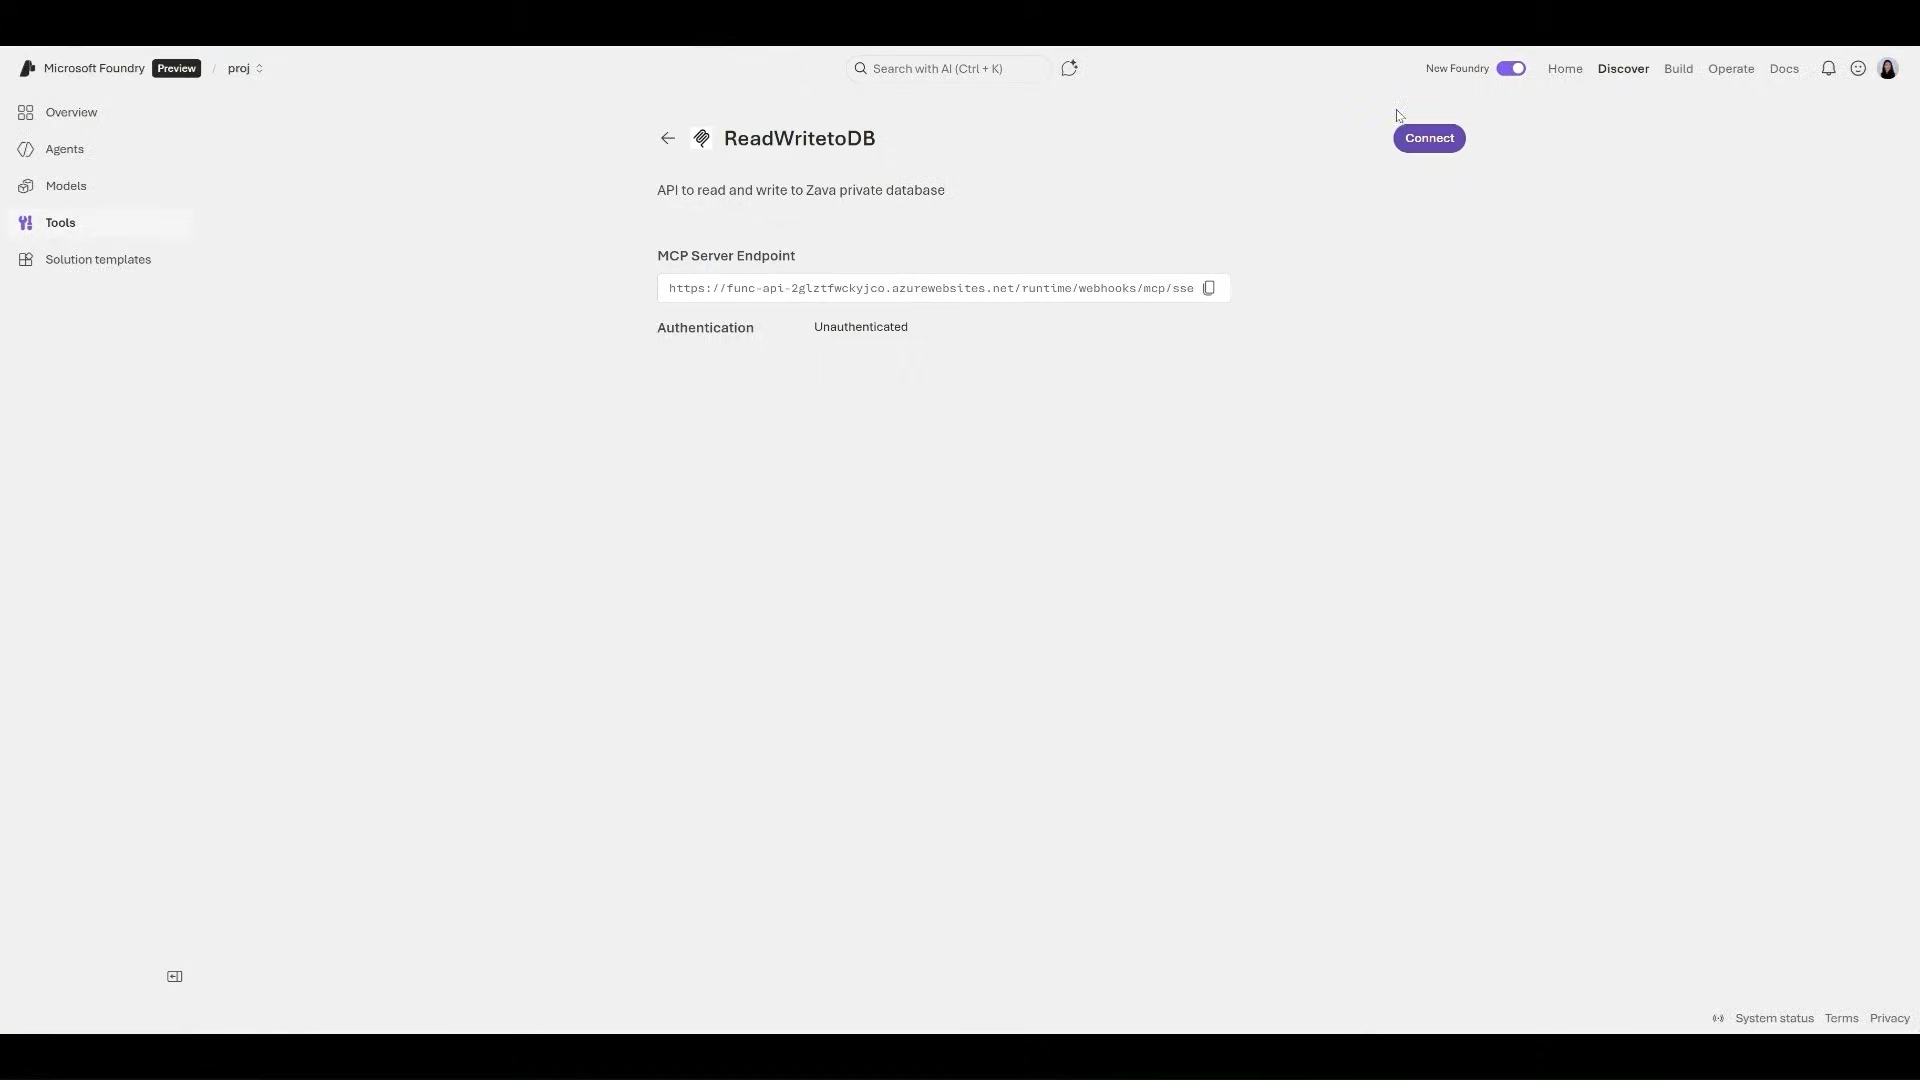 Microsoft Foundry Preview / proj
Search with AI (Ctrl + K)
New Foundry Home Discover Build Operate Docs
Overview
Agents
Models
Tools
Solution templates
ReadWritetoDB
Connect
API to read and write to Zava private database
MCP Server Endpoint
https://func-api-2glztfwckyjco.azurewebsites.net/runtime/webhooks/mcp/sse
Authentication Unauthenticated
System status Terms Privacy